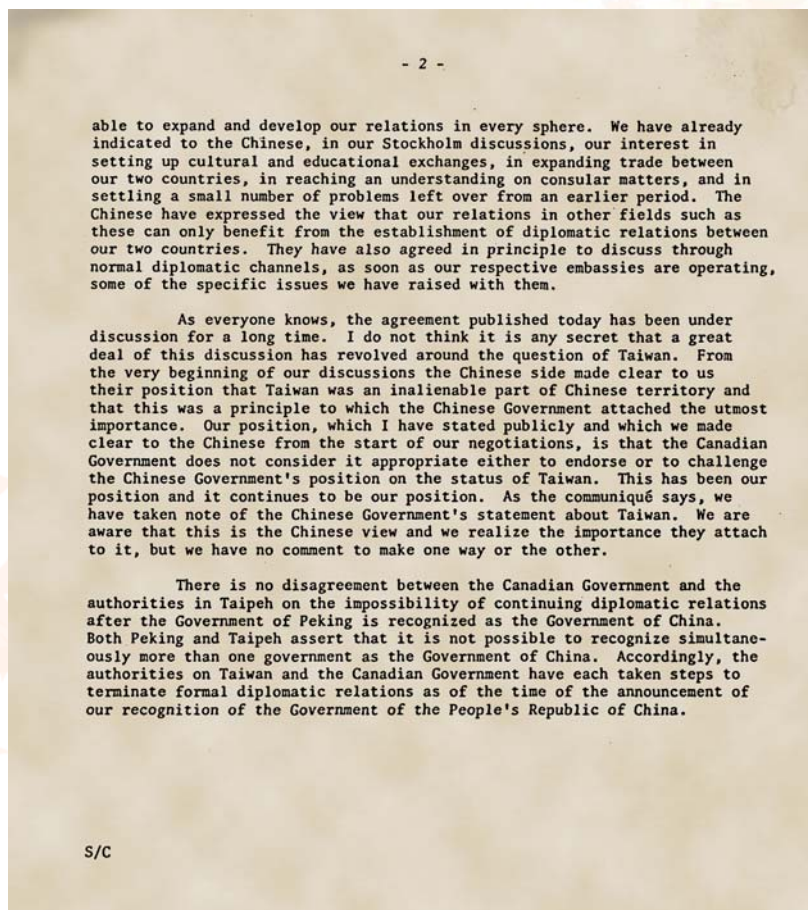 - 2 -
able to expand and develop our relations in every sphere. We have already
indicated to the Chinese, in our Stockholm discussions, our interest in
setting up cultural and educational exchanges, in expanding trade between
our two countries, in reaching an understanding on consular matters, and in
settling a small number of problems left over from an earlier period. The
Chinese have expressed the view that our relations in other fields such as
these can only benefit from the establishment of diplomatic relations between
our two countries. They have also agreed in principle to discuss through
normal diplomatic channels, as soon as our respective embassies are operating,
some of the specific issues we have raised with them.
As everyone knows, the agreement published today has been under
discussion for a long time. I do not think it is any secret that a great
deal of this discussion has revolved around the question of Taiwan. From
the very beginning of our discussions the Chinese side made clear to us
their position that Taiwan was an inalienable part of Chinese territory and
that this was a principle to which the Chinese Government attached the utmost
importance. Our position, which I have stated publicly and which we made
clear to the Chinese from the start of our negotiations, is that the Canadian
Government does not consider it appropriate either to endorse or to challenge
the Chinese Government's position on the status of Taiwan. This has been our
position and it continues to be our position. As the communiqué says, we
have taken note of the Chinese Government's statement about Taiwan. We are
aware that this is the Chinese view and we realize the importance they attach
to it, but we have no comment to make one way or the other.
There is no disagreement between the Canadian Government and the
authorities in Taipeh on the impossibility of continuing diplomatic relations
after the Government of Peking is recognized as the Government of China.
Both Peking and Taipeh assert that it is not possible to recognize simultane-
ously more than one government as the Government of China. Accordingly, the
authorities on Taiwan and the Canadian Government have each taken steps to
terminate formal diplomatic relations as of the time of the announcement of
our recognition of the Government of the People's Republic of China.
S/C